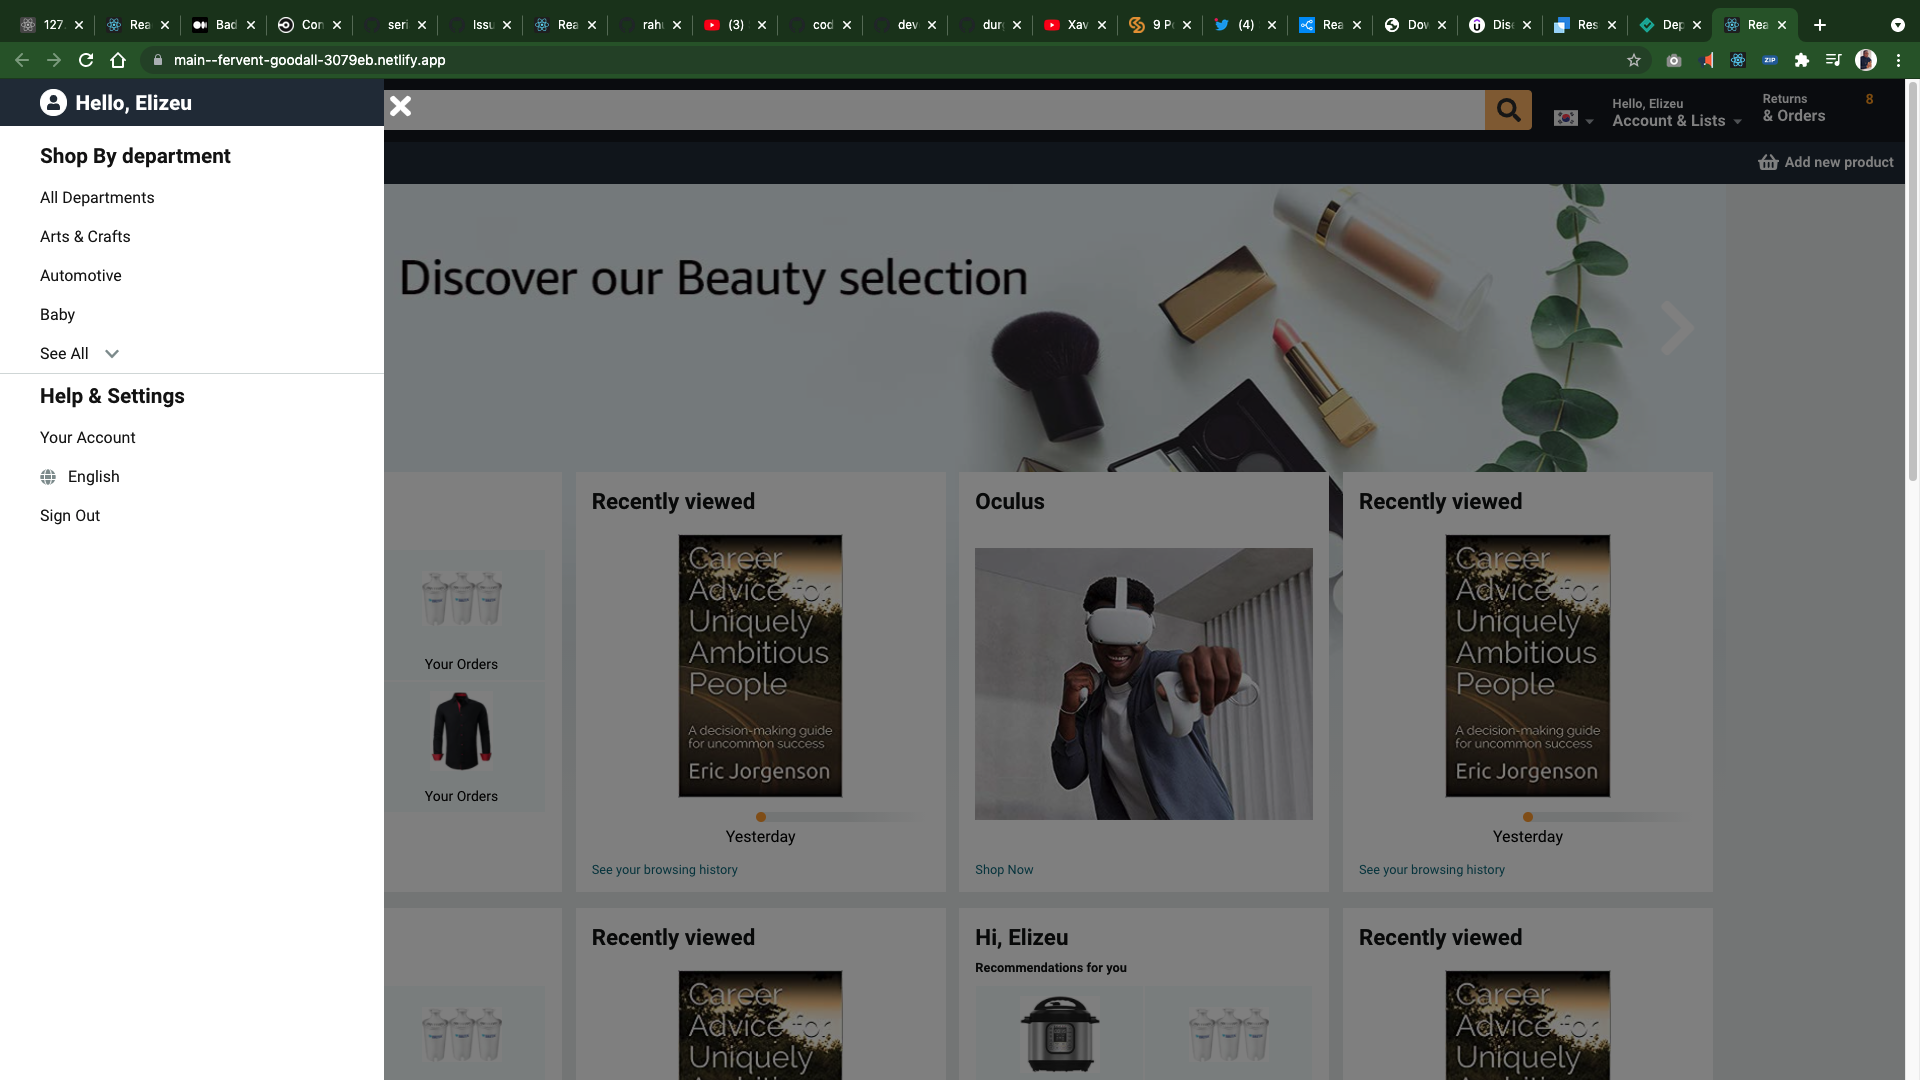 127.
Rea
Bad
Con
seri
Issu
Rea
rahu
(3)
cod
dev
durg
Xav
9 Po
(4)
Rea
Dow
Disc
Res
Dep
Rea
main--fervent-goodall-3079eb.netlify.app
ZIP
Hello, Elizeu
Shop By department
All Departments
Arts & Crafts
Automotive
Baby
See All
Help & Settings
Your Account
English
Sign Out
Hello, Elizeu
Account & Lists
Returns
& Orders
8
Add new product
Discover our Beauty selection
Your Orders
Your Orders
Recently viewed
Career
Advice for
Uniquely
Ambitious
People
A decision-making guide
for uncommon success
Eric Jorgenson
Yesterday
See your browsing history
Oculus
Shop Now
Recently viewed
Career
Advice for
Uniquely
Ambitious
People
A decision-making guide
for uncommon success
Eric Jorgenson
Yesterday
See your browsing history
Recently viewed
Career
Advice for
Uniquely
Hi, Elizeu
Recommendations for you
Recently viewed
Career
Advice for
Uniquely